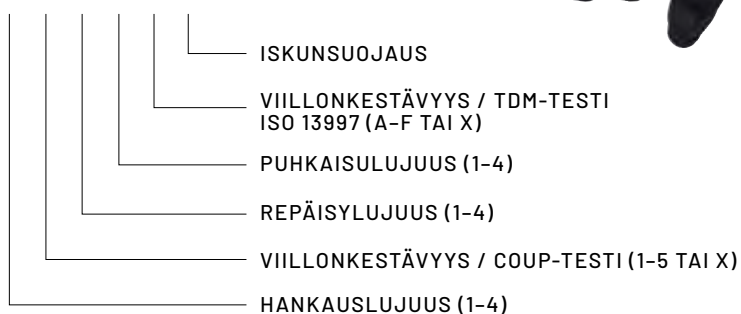 ISKUNSUOJAUS
VIILLONKESTÄVYYS / TDM-TESTI
ISO 13997 (A–F TAI X)
PUHKAISULUJUUS (1–4)
REPÄISYLUJUUS (1–4)
VIILLONKESTÄVYYS / COUP-TESTI (1–5 TAI X)
HANKAUSLUJUUS (1–4)